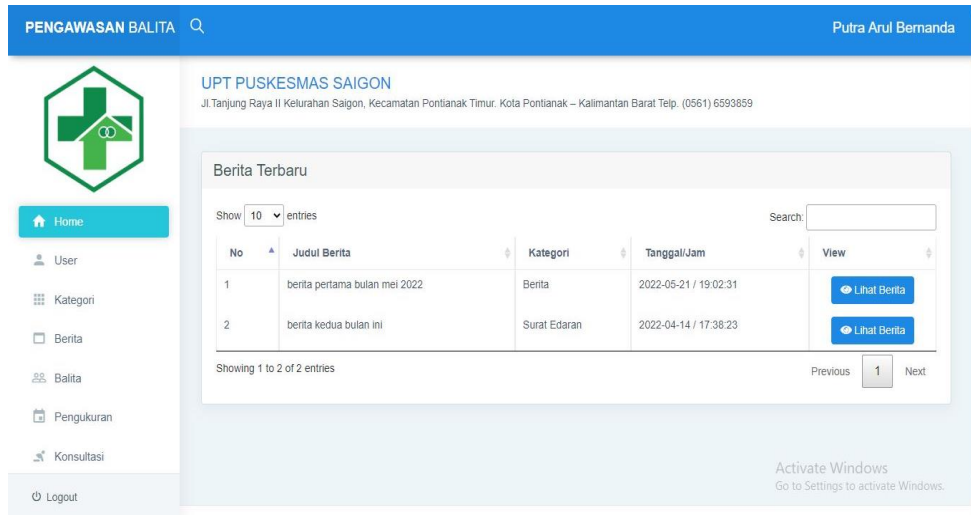 PENGAWASAN BALITA
Putra Arul Bernanda
UPT PUSKESMAS SAIGON
Jl.Tanjung Raya II Kelurahan Saigon, Kecamatan Pontianak Timur. Kota Pontianak – Kalimantan Barat Telp. (0561) 6593859
Home
User
Kategori
Berita
Balita
Pengukuran
Konsultasi
Logout
Berita Terbaru
Show 10 entries
Search:
No Judul Berita Kategori Tanggal/Jam View
1 berita pertama bulan mei 2022 Berita 2022-05-21 / 19:02:31 Lihat Berita
2 berita kedua bulan ini Surat Edaran 2022-04-14 / 17:38:23 Lihat Berita
Showing 1 to 2 of 2 entries
Previous 1 Next
Activate Windows
Go to Settings to activate Windows.